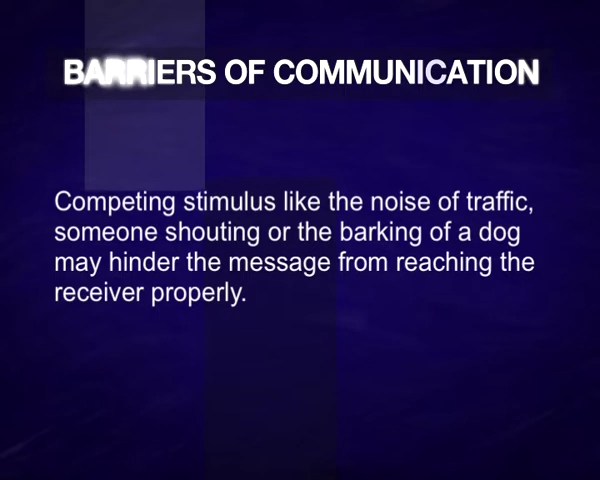 BARRIERS OF COMMUNICATION
Competing stimulus like the noise of traffic,
someone shouting or the barking of a dog
may hinder the message from reaching the
receiver properly.